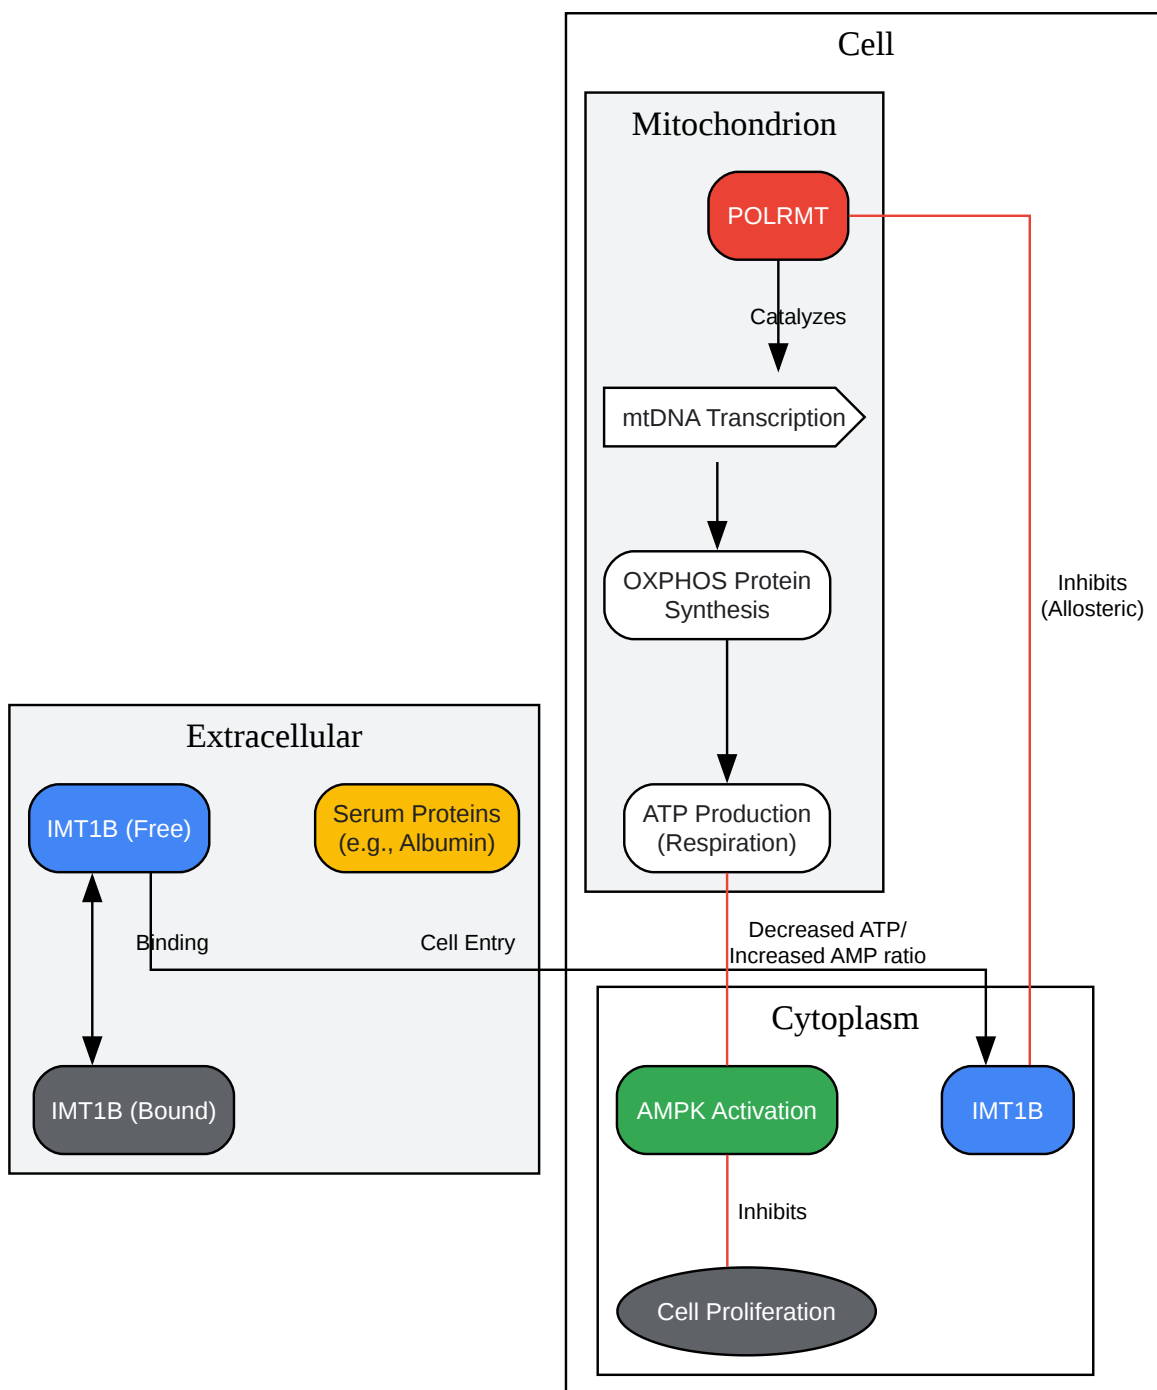 Cell
Mitochondrion
POLRMT
Catalyzes
mtDNA Transcription
OXPHOS Protein
Synthesis
Inhibits
(Allosteric)
Extracellular
IMT1B (Free)
Serum Proteins
(e.g., Albumin)
ATP Production
(Respiration)
Binding
Cell Entry
Decreased ATP/
Increased AMP ratio
Cytoplasm
IMT1B (Bound)
AMPK Activation
IMT1B
Inhibits
Cell Proliferation